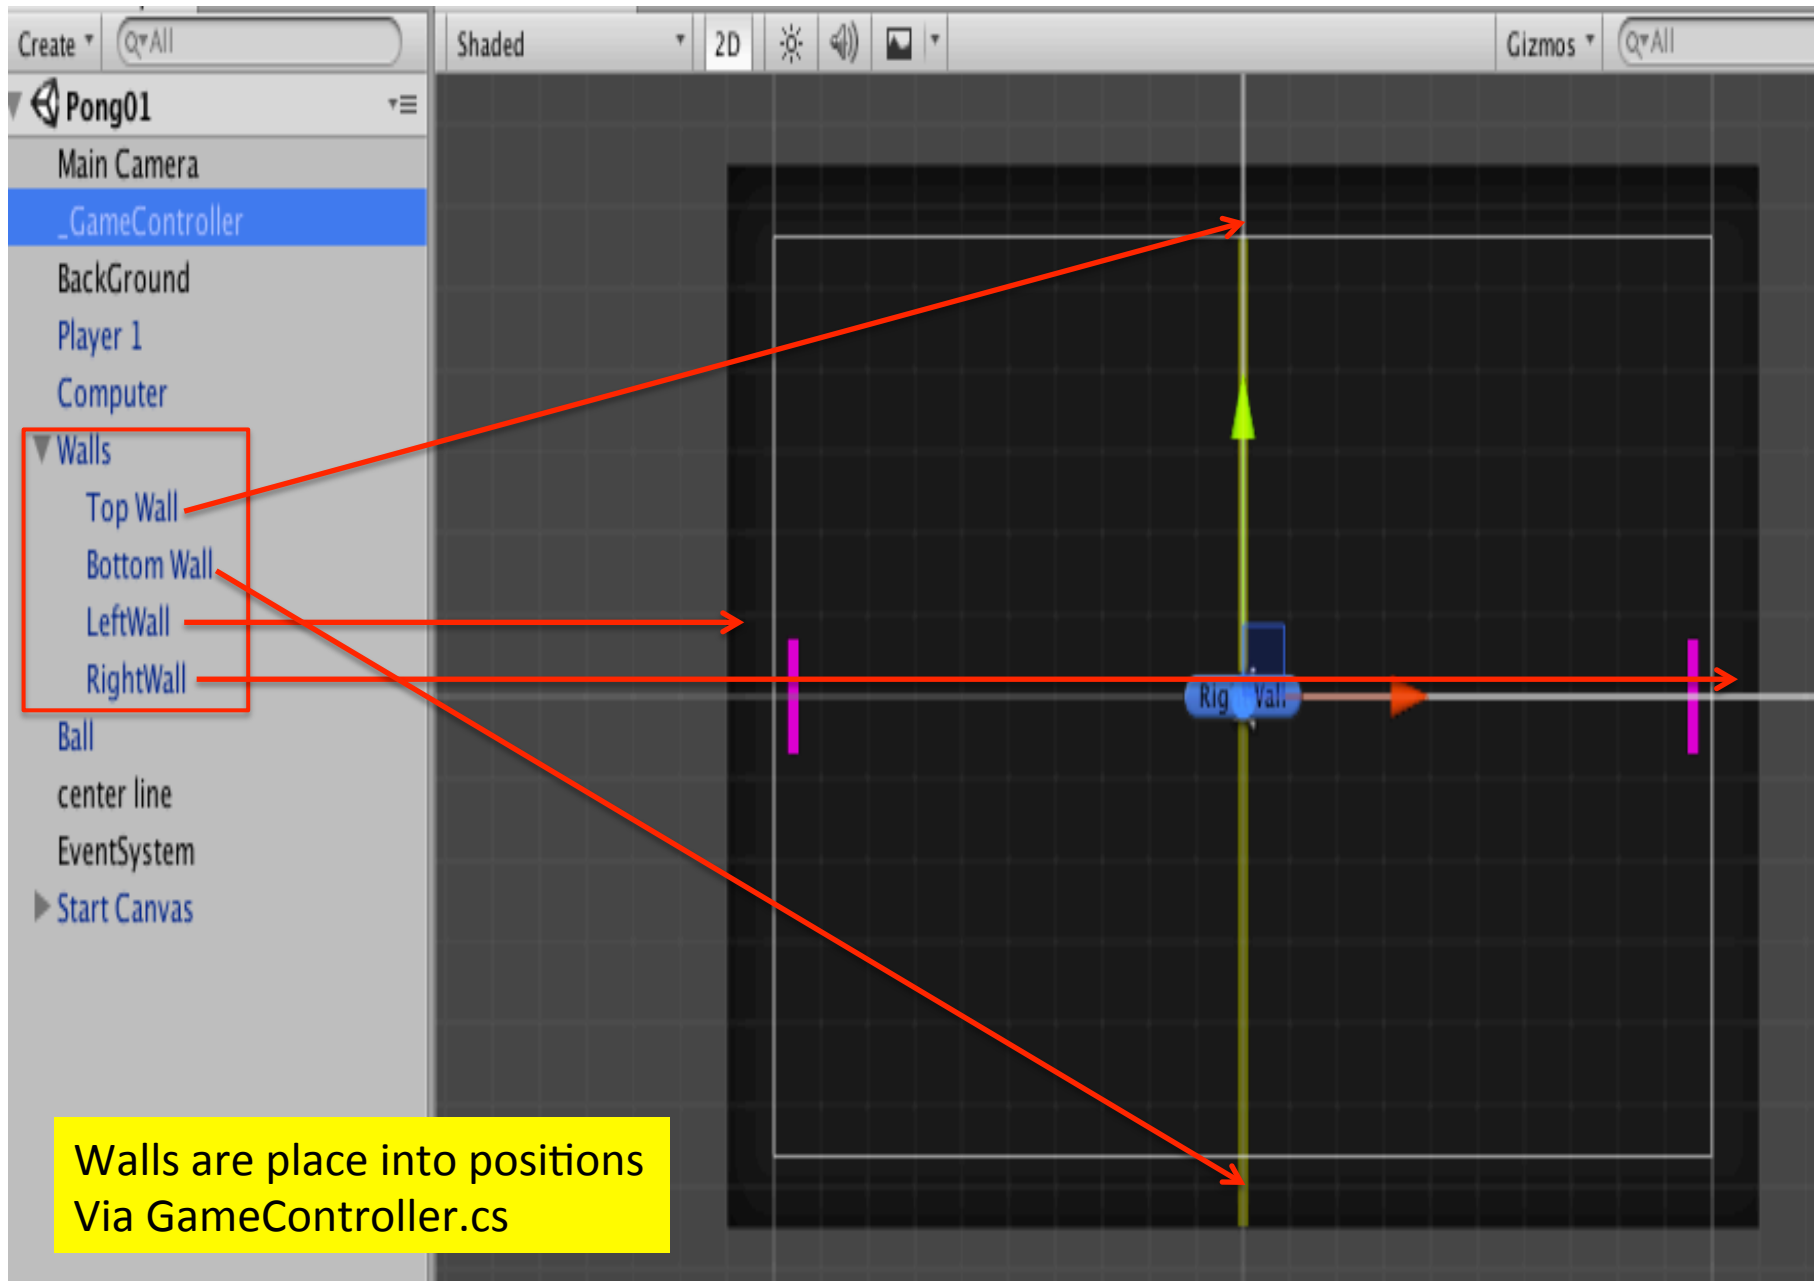 Create
All
Shaded
2D
Gizmos
All
Pong01
Main Camera
_GameController
BackGround
Player 1
Computer
Walls
Top Wall
Bottom Wall
LeftWall
RightWall
Ball
center line
EventSystem
Start Canvas
Rig Wall
Walls are place into positions
Via GameController.cs